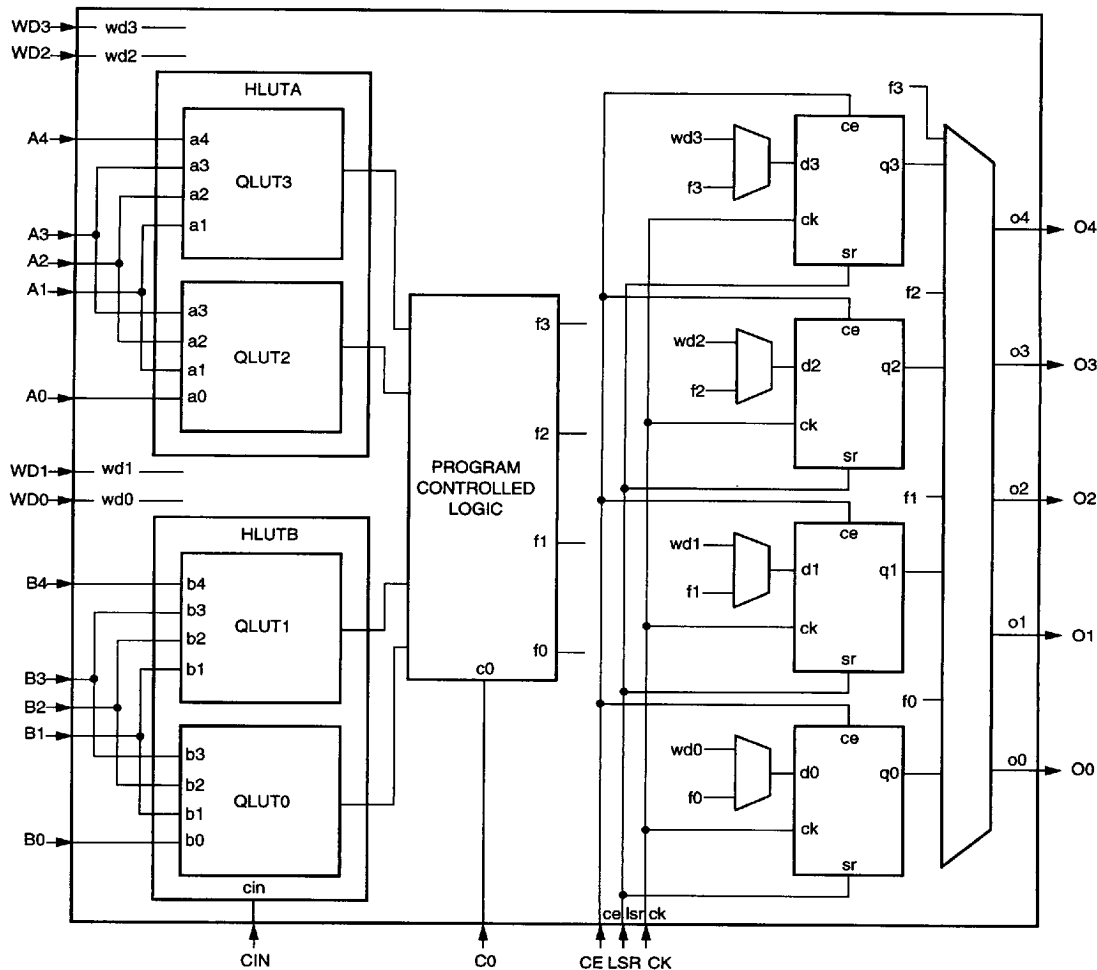 WD3 wd3
WD2 wd2
HLUTA
A4 a4
a3
QLUT3
a2
a1
A3
A2
A1
a3
a2
QLUT2
a1
A0 a0
WD1 wd1
WD0 wd0
HLUTB
B4 b4
b3
QLUT1
b2
b1
B3
B2
B1
b3
b2
QLUT0
b1
B0 b0
cin
CIN
PROGRAM
CONTROLLED
LOGIC
f3
f2
f1
f0
c0
C0
wd3
f3
ce
d3 q3
ck
sr
wd2
f2
ce
d2 q2
ck
sr
wd1
f1
ce
d1 q1
ck
sr
wd0
f0
ce
d0 q0
ck
sr
ce lsr ck
CE LSR CK
f3
f2
f1
f0
o4 O4
o3 O3
o2 O2
o1 O1
o0 O0